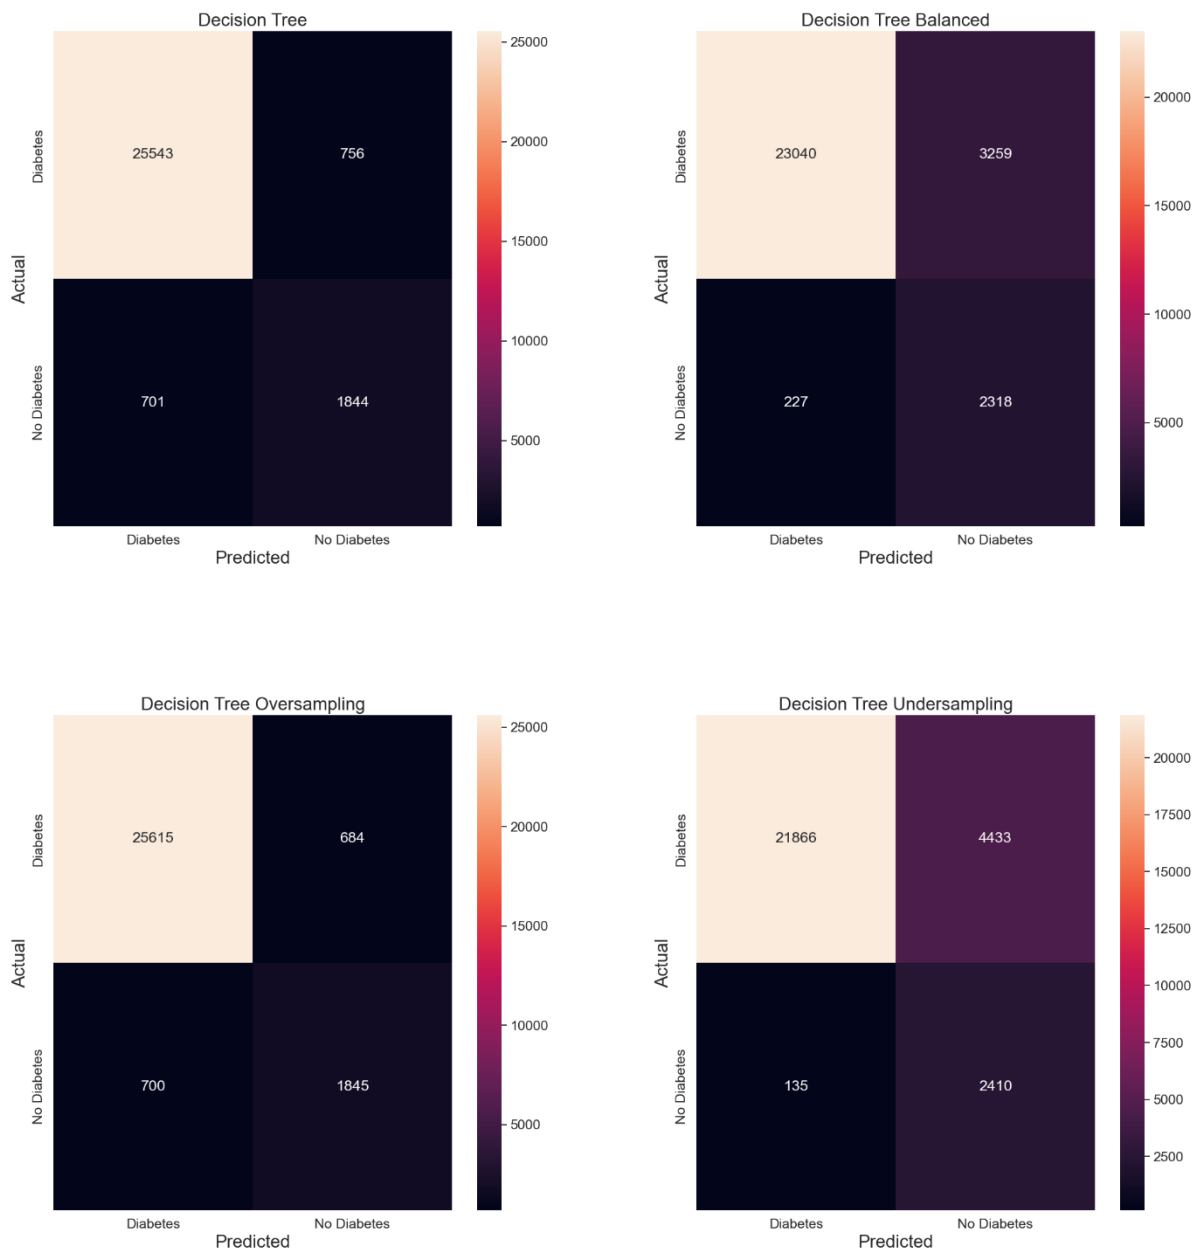 Decision Tree
Decision Tree Balanced
Diabetes
No Diabetes
Actual
25543
756
701
1844
25000
20000
15000
10000
5000
Diabetes
No Diabetes
Predicted
Diabetes
No Diabetes
Actual
23040
3259
227
2318
20000
15000
10000
5000
Diabetes
No Diabetes
Predicted
Decision Tree Oversampling
Decision Tree Undersampling
Diabetes
No Diabetes
Actual
25615
684
700
1845
25000
20000
15000
10000
5000
Diabetes
No Diabetes
Predicted
Diabetes
No Diabetes
Actual
21866
4433
135
2410
20000
17500
15000
12500
10000
7500
5000
2500
Diabetes
No Diabetes
Predicted